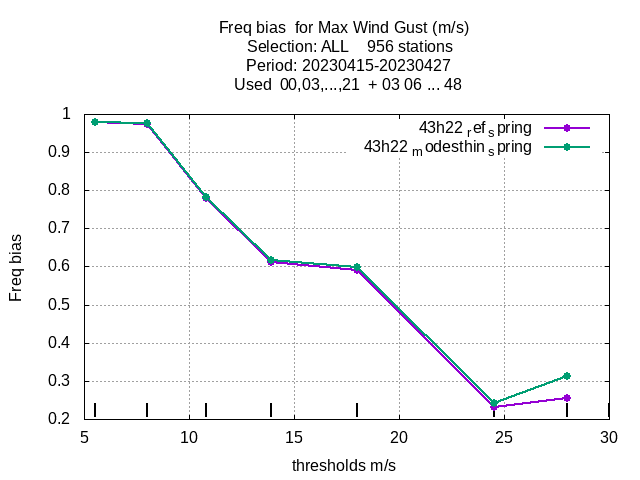 Freq bias  for Max Wind Gust (m/s)
Selection: ALL    956 stations
Period: 20230415-20230427
Used  00,03,...,21  + 03 06 ... 48
43h22 ref spring
43h22 modesthin spring
1
0.9
0.8
0.7
0.6
0.5
0.4
0.3
0.2
Freq bias
5 10 15 20 25 30
thresholds m/s